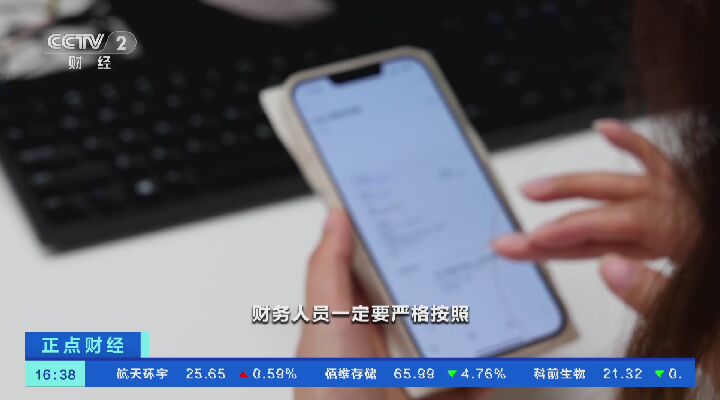 CCTV 2
财经
财务人员一定要严格按照
正点财经
16:38 航天环宇 25.65 ▲0.59% 佰维存储 65.99 ▼4.76% 科前生物 21.32 ▼0.